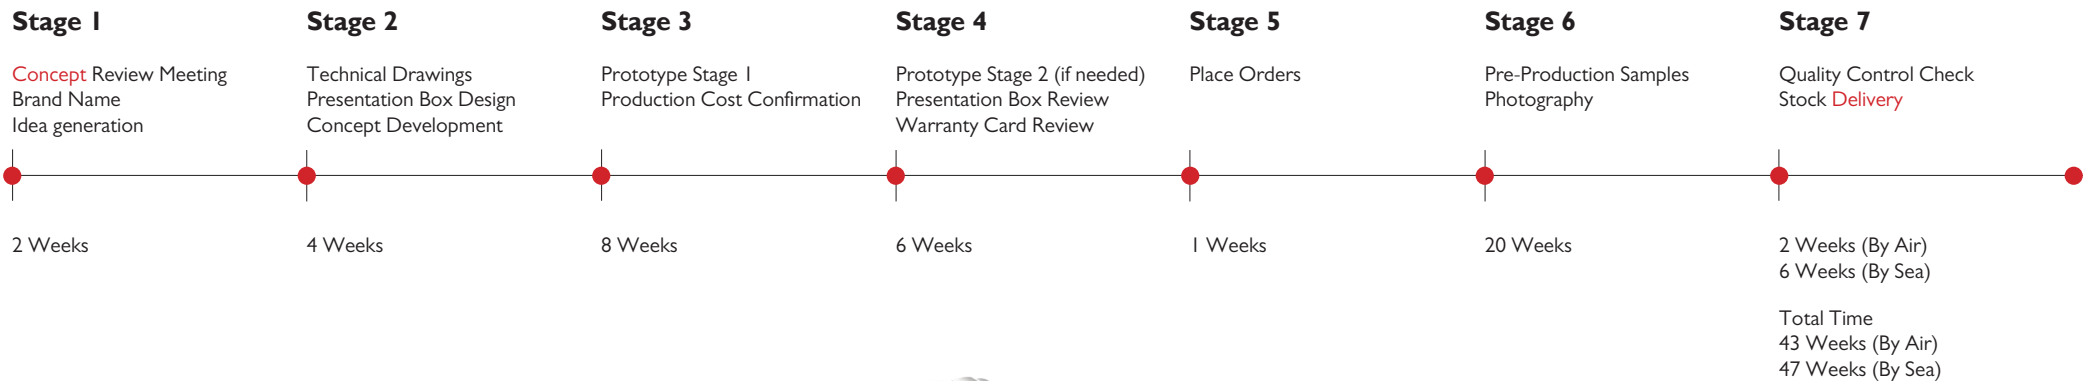 Stage 1
Concept Review Meeting
Brand Name
Idea generation
2 Weeks
Stage 2
Technical Drawings
Presentation Box Design
Concept Development
4 Weeks
Stage 3
Prototype Stage 1
Production Cost Confirmation
8 Weeks
Stage 4
Prototype Stage 2 (if needed)
Presentation Box Review
Warranty Card Review
6 Weeks
Stage 5
Place Orders
1 Weeks
Stage 6
Pre-Production Samples
Photography
20 Weeks
Stage 7
Quality Control Check
Stock Delivery
2 Weeks (By Air)
6 Weeks (By Sea)
Total Time
43 Weeks (By Air)
47 Weeks (By Sea)